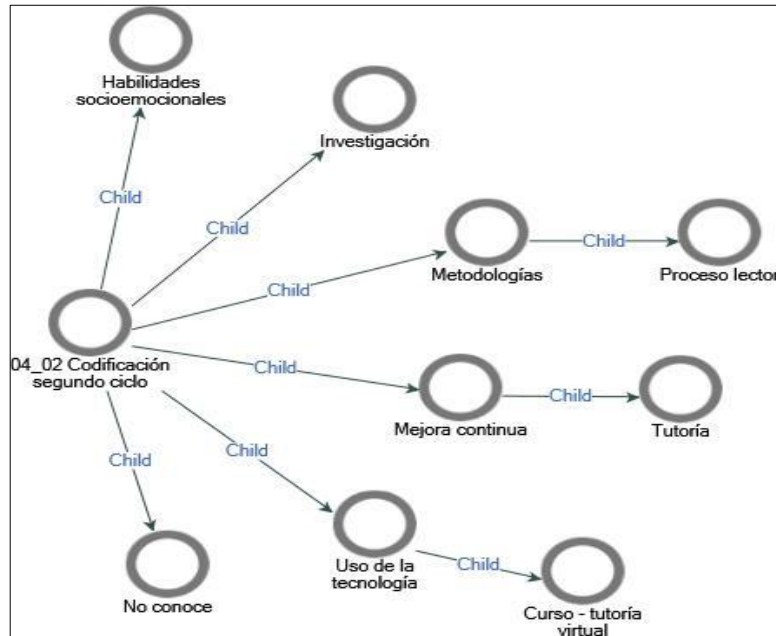 Habilidades
socioemocionales
Investigación
Child
Child
Metodologías
Child
Proceso lector
Child
04_02 Codificación
segundo ciclo
Child
Mejora continua
Child
Tutoría
Child
Child
No conoce
Uso de la
tecnología
Child
Curso - tutoría
virtual